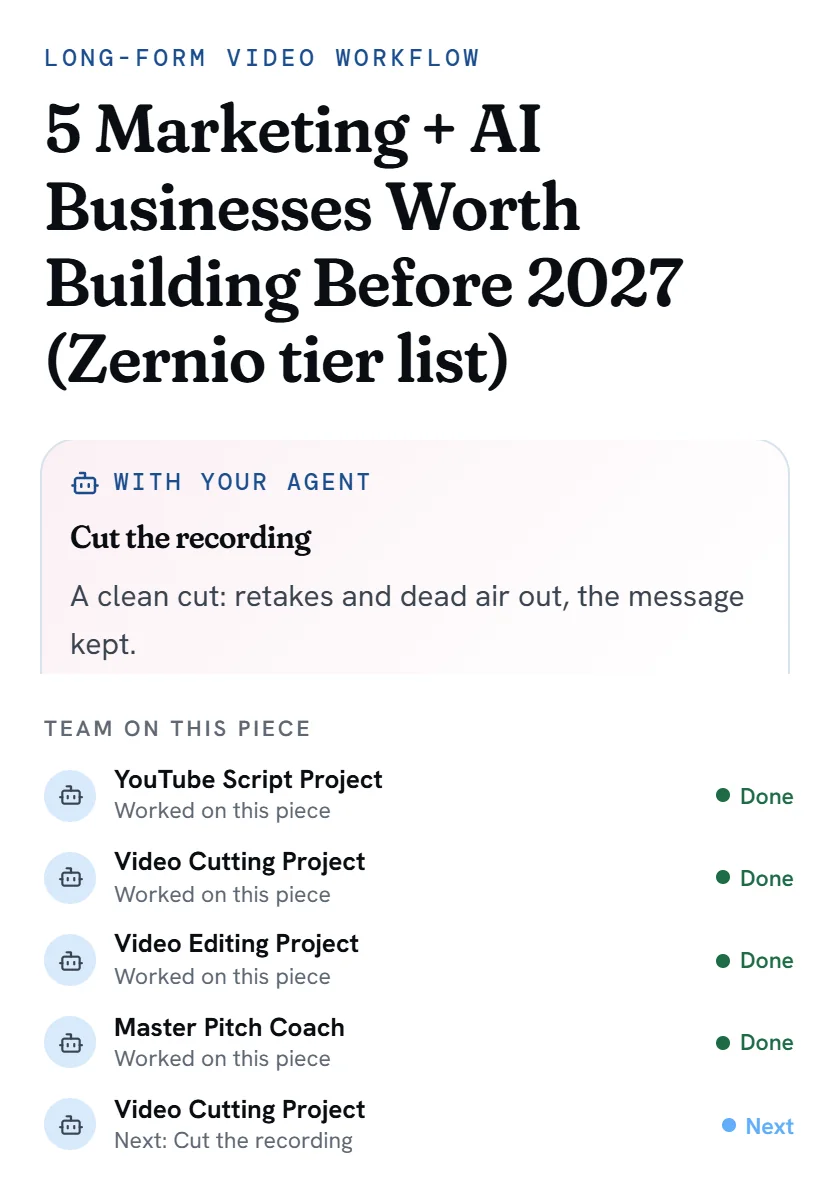 LONG-FORM VIDEO WORKFLOW
5 Marketing + AI
Businesses Worth
Building Before 2027
(Zernio tier list)
WITH YOUR AGENT
Cut the recording
A clean cut: retakes and dead air out, the message
kept.
TEAM ON THIS PIECE
YouTube Script Project
Worked on this piece
Done
Video Cutting Project
Worked on this piece
Done
Video Editing Project
Worked on this piece
Done
Master Pitch Coach
Worked on this piece
Done
Video Cutting Project
Next: Cut the recording
Next